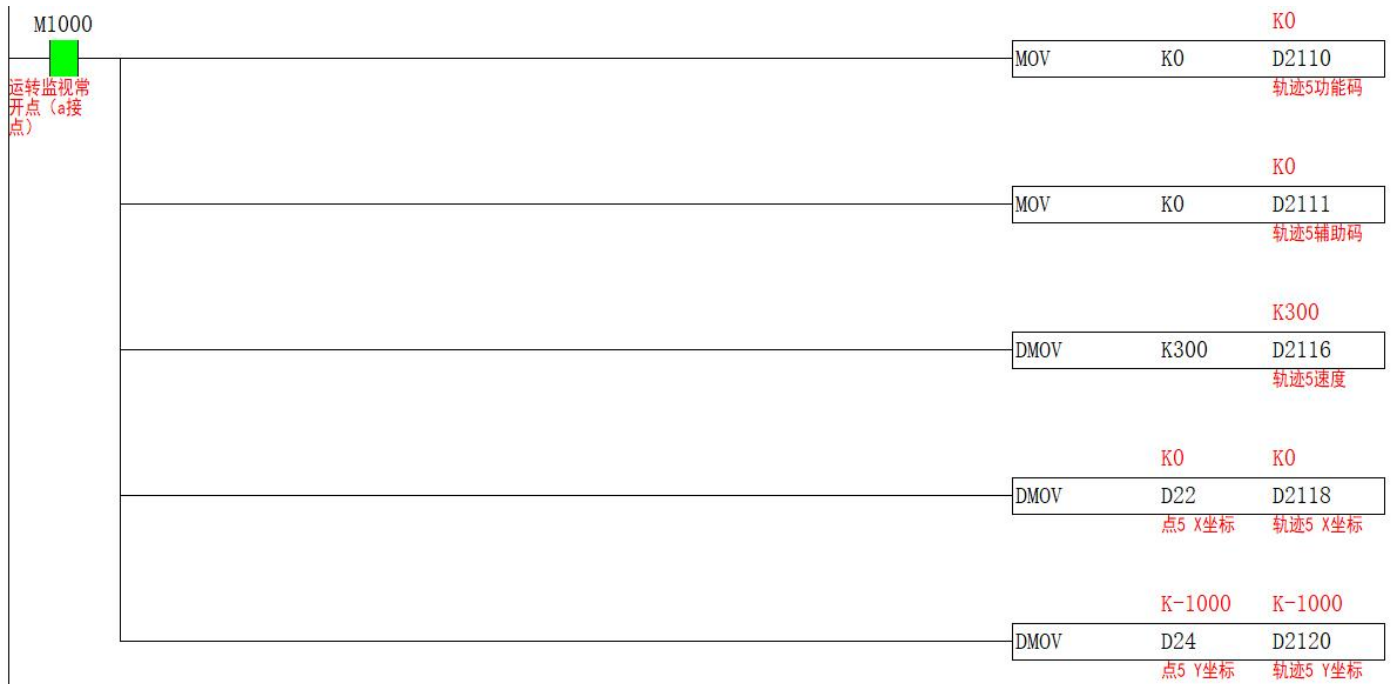 M1000
运转监视常
开点（a接
点）
K0
MOV K0 D2110
轨迹5功能码
K0
MOV K0 D2111
轨迹5辅助码
K300
DMOV K300 D2116
轨迹5速度
K0 K0
DMOV D22 D2118
点5 X坐标 轨迹5 X坐标
K-1000 K-1000
DMOV D24 D2120
点5 Y坐标 轨迹5 Y坐标